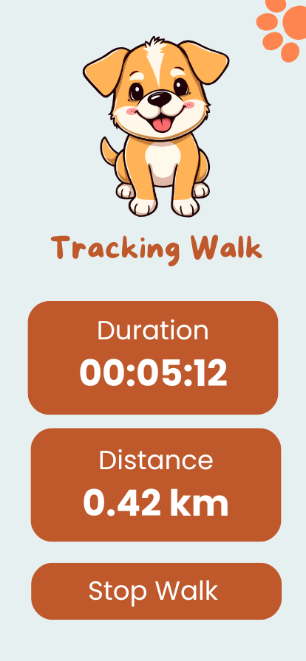 Tracking Walk
Duration
00:05:12
Distance
0.42 km
Stop Walk